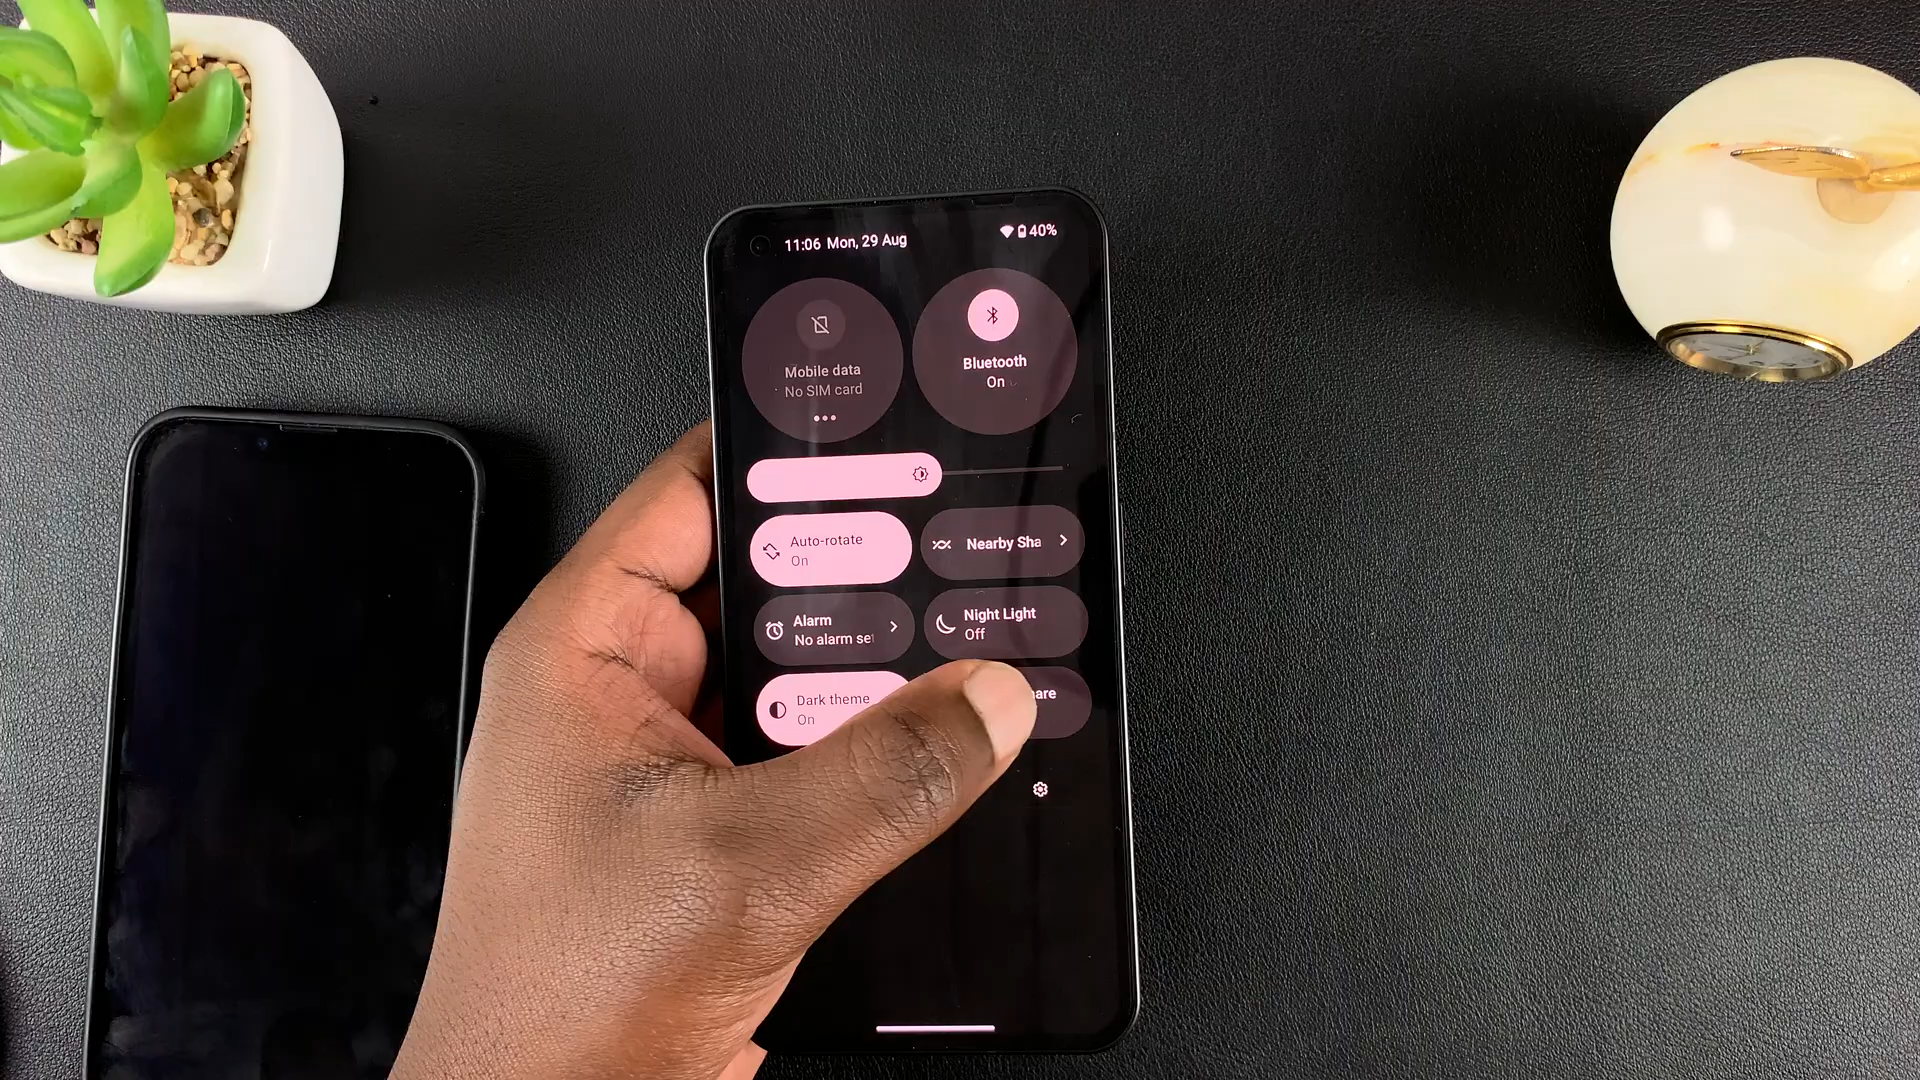 11:06 Mon, 29 Aug
40%
Mobile data
No SIM card
Bluetooth
On
Auto-rotate
On
Nearby Sha
Alarm
No alarm set
Night Light
Off
Dark theme
On
hare